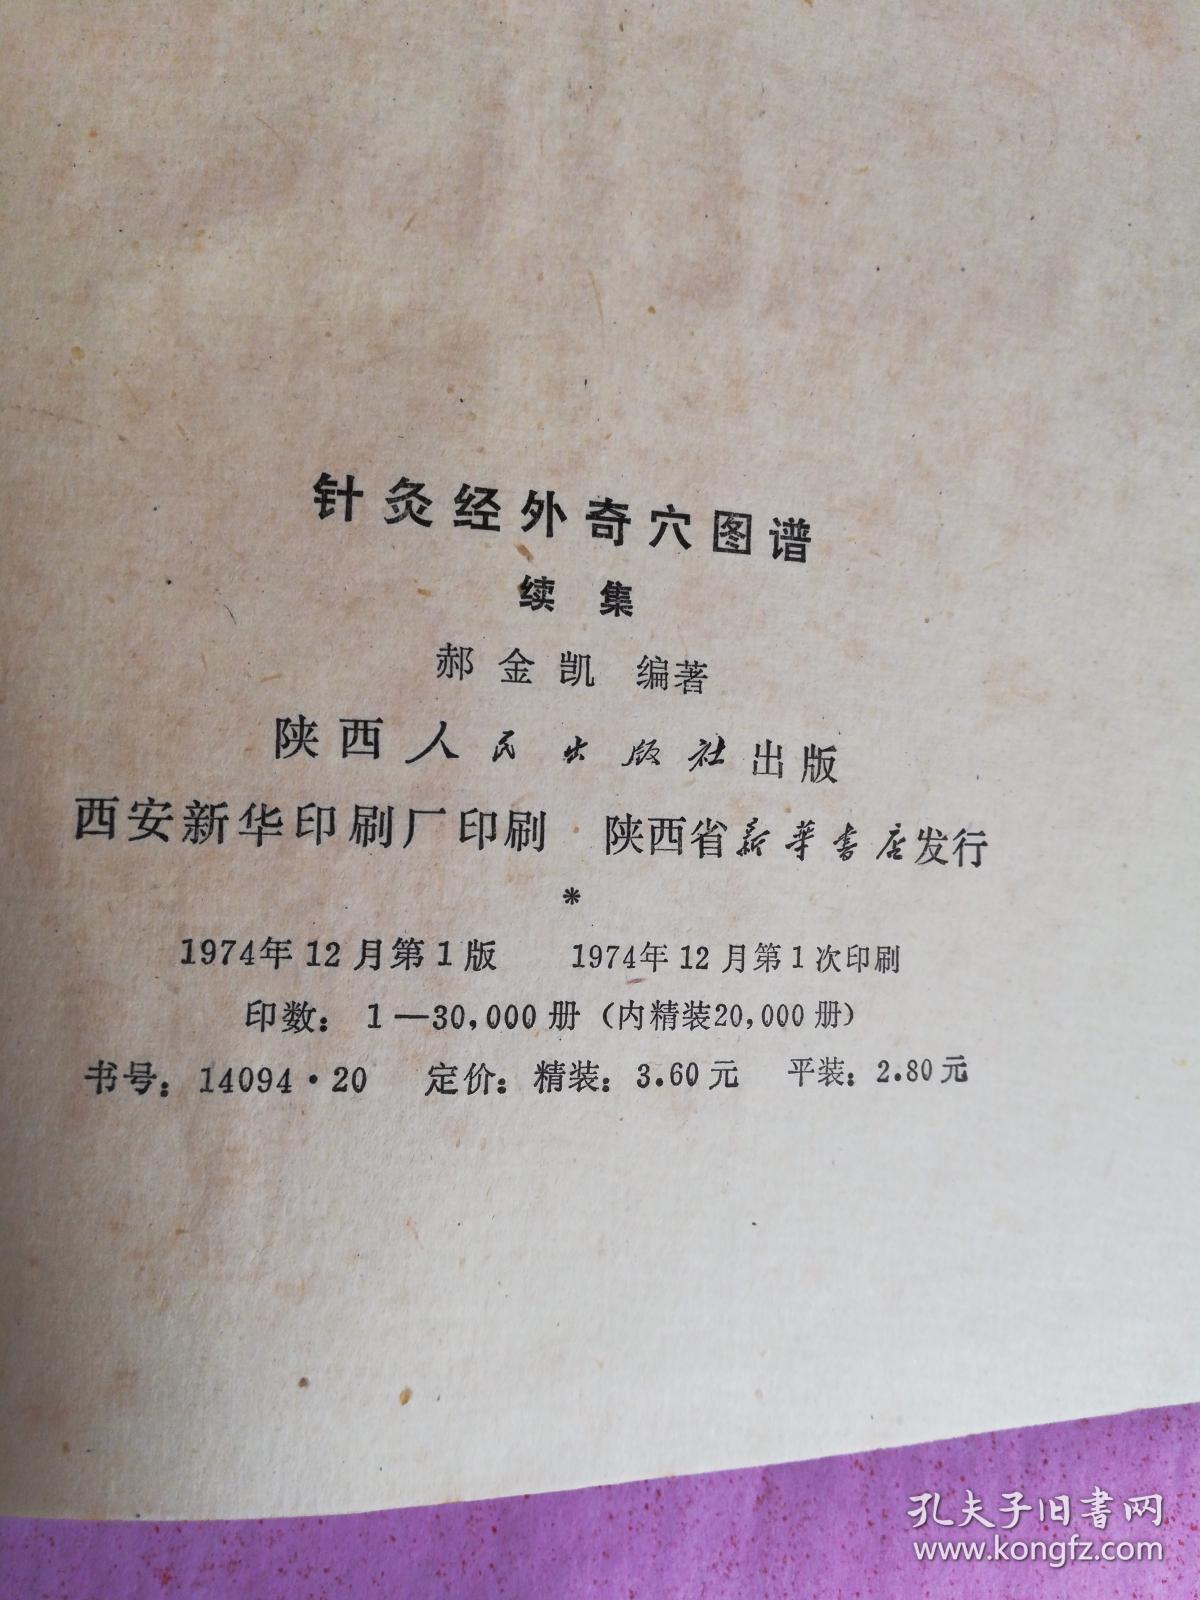 针灸经外奇穴图谱
续集
郝金凯 编著
陕西人民出版社出版
西安新华印刷厂印刷 陕西省新華書店发行
*
1974年12月第1版 1974年12月第1次印刷
印数：1—30,000册（内精装20,000册）
书号：14094·20 定价：精装：3.60元 平装：2.80元
孔夫子旧书网
www.kongfz.com